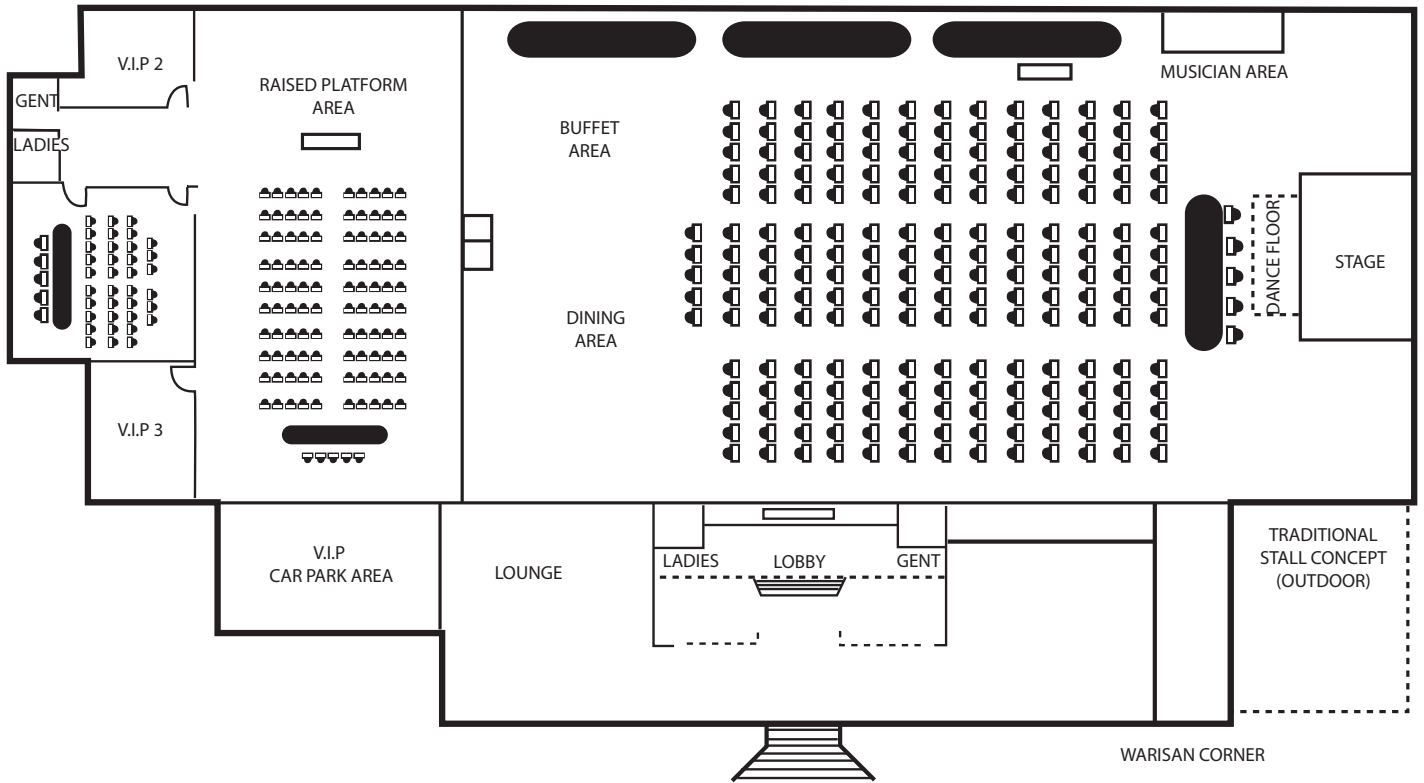 V.I.P 2
GENT
LADIES
RAISED PLATFORM
AREA
BUFFET
AREA
MUSICIAN AREA
DANCE FLOOR
STAGE
DINING
AREA
V.I.P 3
V.I.P
CAR PARK AREA
LOUNGE
LADIES
LOBBY
GENT
TRADITIONAL
STALL CONCEPT
(OUTDOOR)
WARISAN CORNER